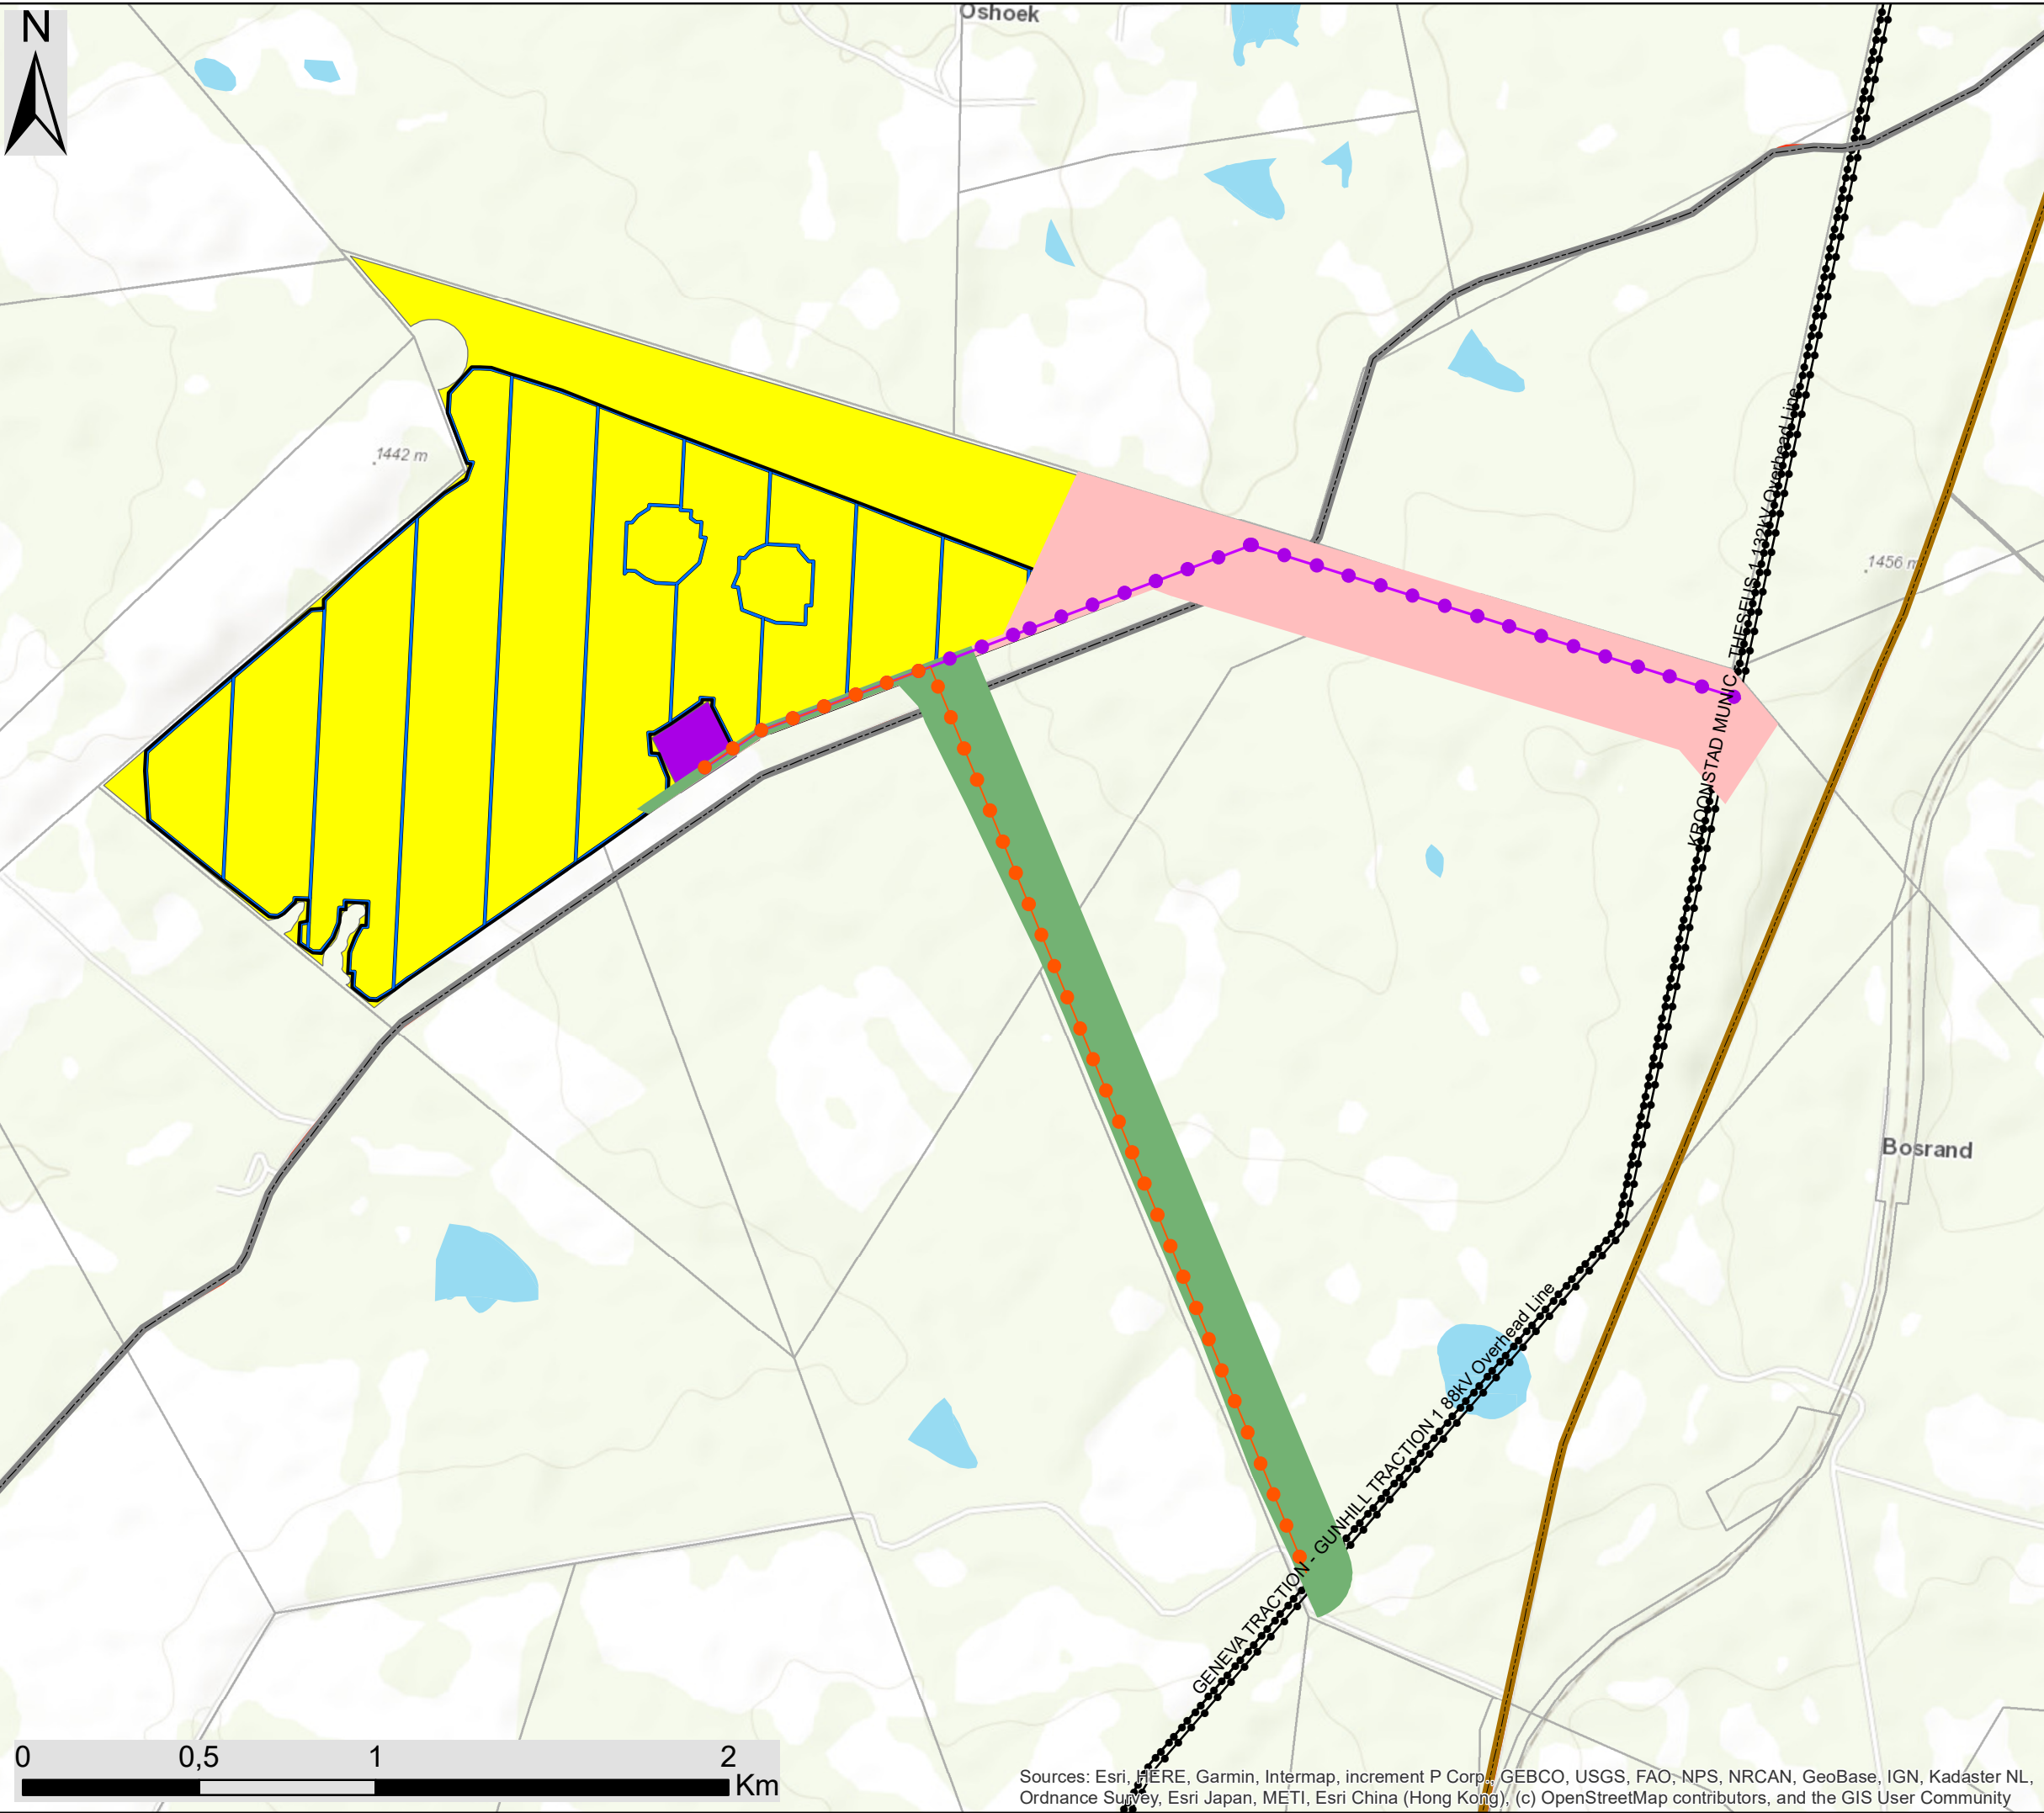 N
Oshoek
1442 m
1456 m
KROONSTAD MUNIC - THESEUS 1 132kV Overhead Line
Bosrand
GENEVA TRACTION - GUNHILL TRACTION 1 88kV Overhead Line
0 0,5 1 2
Km
Sources: Esri, HERE, Garmin, Intermap, increment P Corp., GEBCO, USGS, FAO, NPS, NRCAN, GeoBase, IGN, Kadaster NL,
Ordnance Survey, Esri Japan, METI, Esri China (Hong Kong), (c) OpenStreetMap contributors, and the GIS User Community